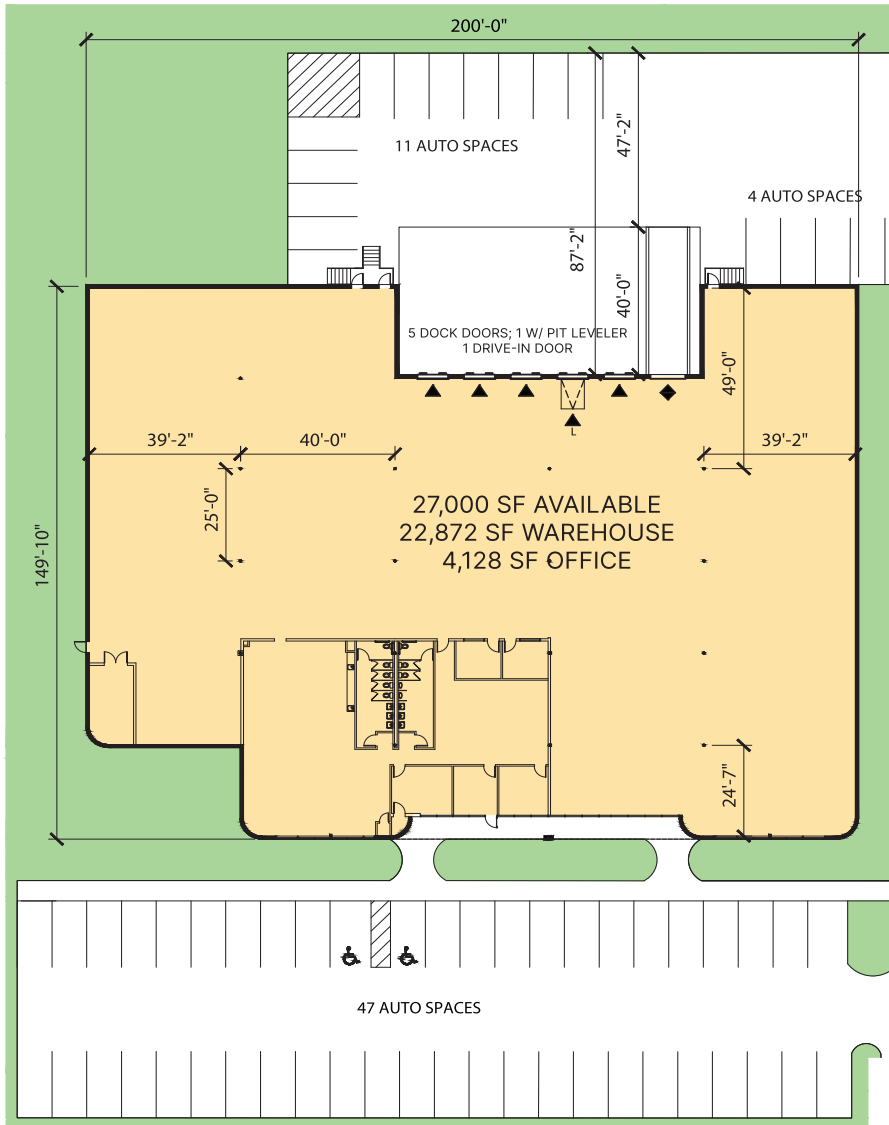 200'-0"
47'-2"
11 AUTO SPACES
4 AUTO SPACES
87'-2"
40'-0"
5 DOCK DOORS; 1 W/ PIT LEVELER
1 DRIVE-IN DOOR
49'-0"
L
39'-2"
40'-0"
39'-2"
25'-0"
27,000 SF AVAILABLE
22,872 SF WAREHOUSE
4,128 SF OFFICE
149'-10"
24'-7"
47 AUTO SPACES